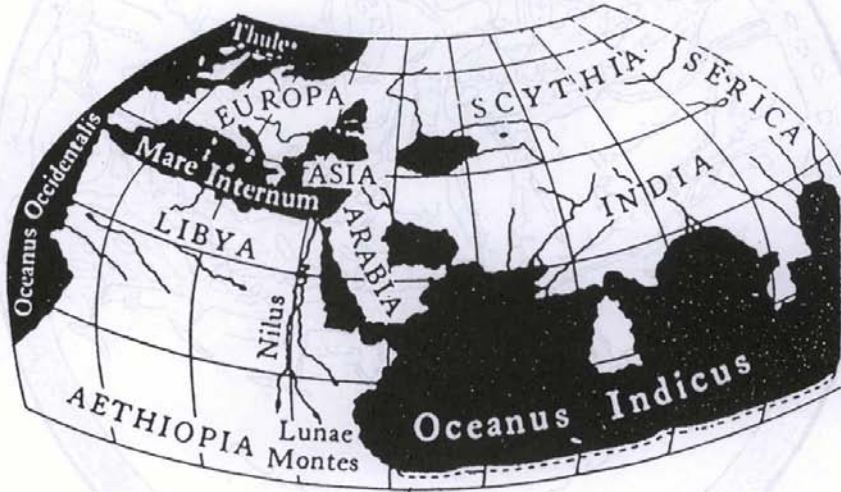 Thule
EUROPA
SCYTHIA
SERICA
Oceanus Occidentalis
Mare Internum
ASIA
INDIA
LIBYA
ARABIA
Nilus
AETHIOPIA
Lunae
Montes
Oceanus Indicus